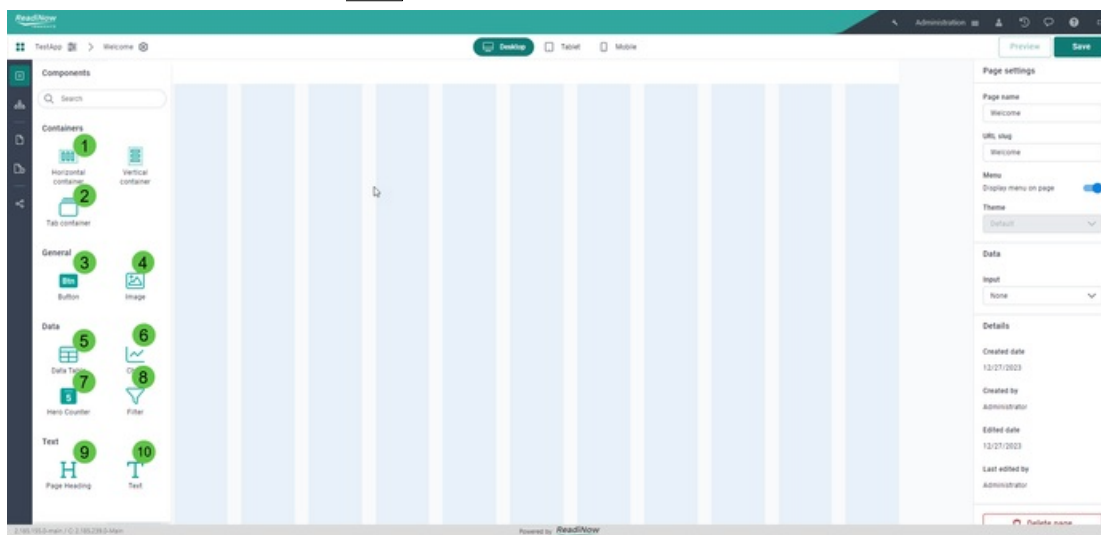 ReadiNow
Administration
TestApp > Welcome
Desktop
Tablet
Mobile
Preview
Save
Components
Search
Containers
1
Horizontal container
Vertical container
2
Tab container
General
3
4
Btn
Button
Image
Data
5
6
Data Table
7
8
5
Hero Counter
Filter
Text
9
10
H
T
Page Heading
Text
Page settings
Page name
Welcome
URL slug
Welcome
Menu
Display menu on page
Theme
Default
Data
Input
None
Details
Created date
12/27/2023
Created by
Administrator
Edited date
12/27/2023
Last edited by
Administrator
Delete page
Powered by ReadiNow